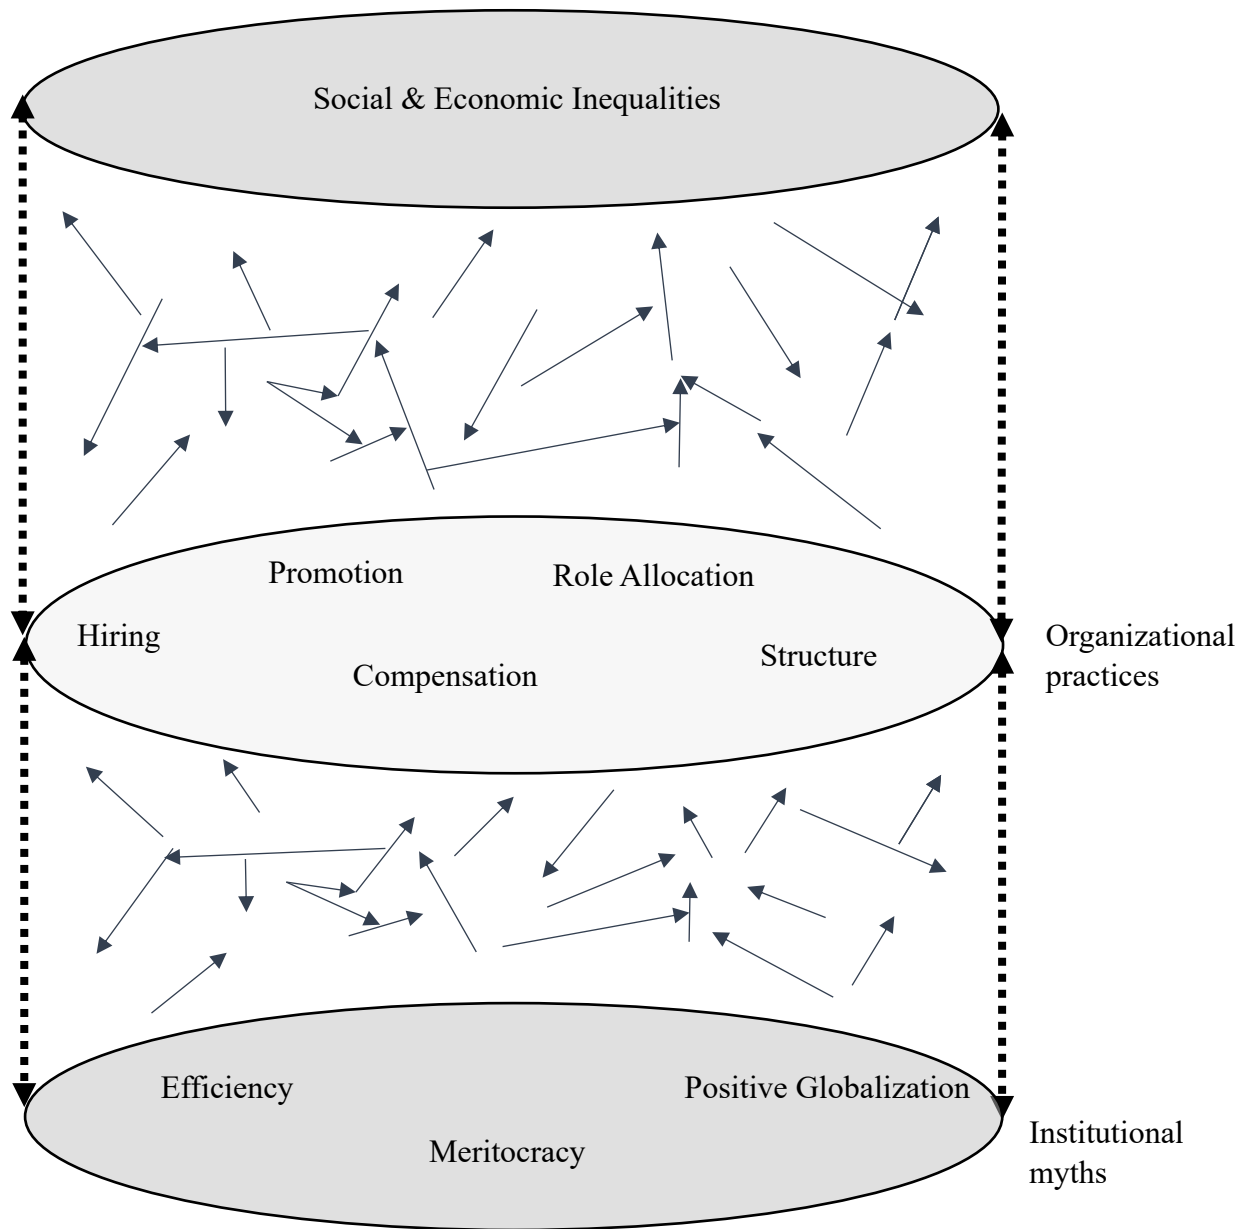 Social & Economic Inequalities
Promotion
Role Allocation
Hiring
Compensation
Structure
Organizational
practices
Efficiency
Positive Globalization
Meritocracy
Institutional
myths